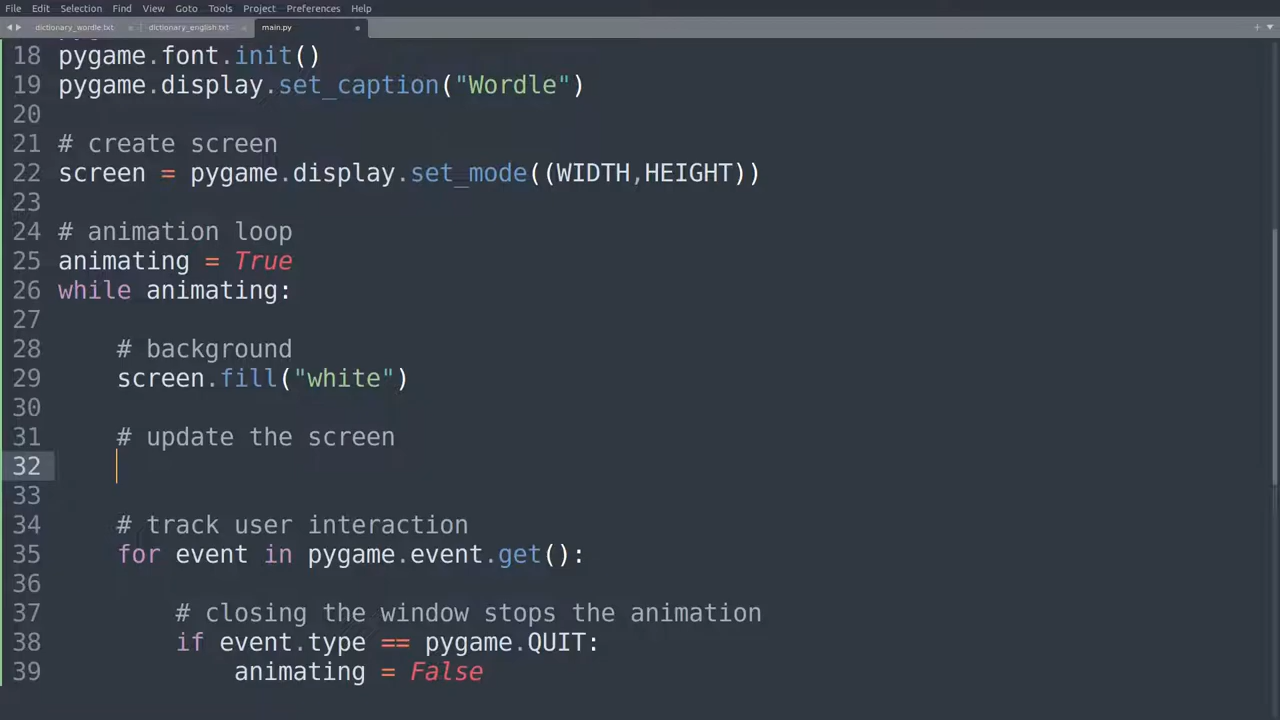 File Edit Selection Find View Goto Tools Project Preferences Help
dictionary_wordle.txt dictionary_english.txt main.py
18 pygame.font.init()
19 pygame.display.set_caption("Wordle")
20
21 # create screen
22 screen = pygame.display.set_mode((WIDTH,HEIGHT))
23
24 # animation loop
25 animating = True
26 while animating:
27
28 # background
29 screen.fill("white")
30
31 # update the screen
32
33
34 # track user interaction
35 for event in pygame.event.get():
36
37 # closing the window stops the animation
38 if event.type == pygame.QUIT:
39 animating = False